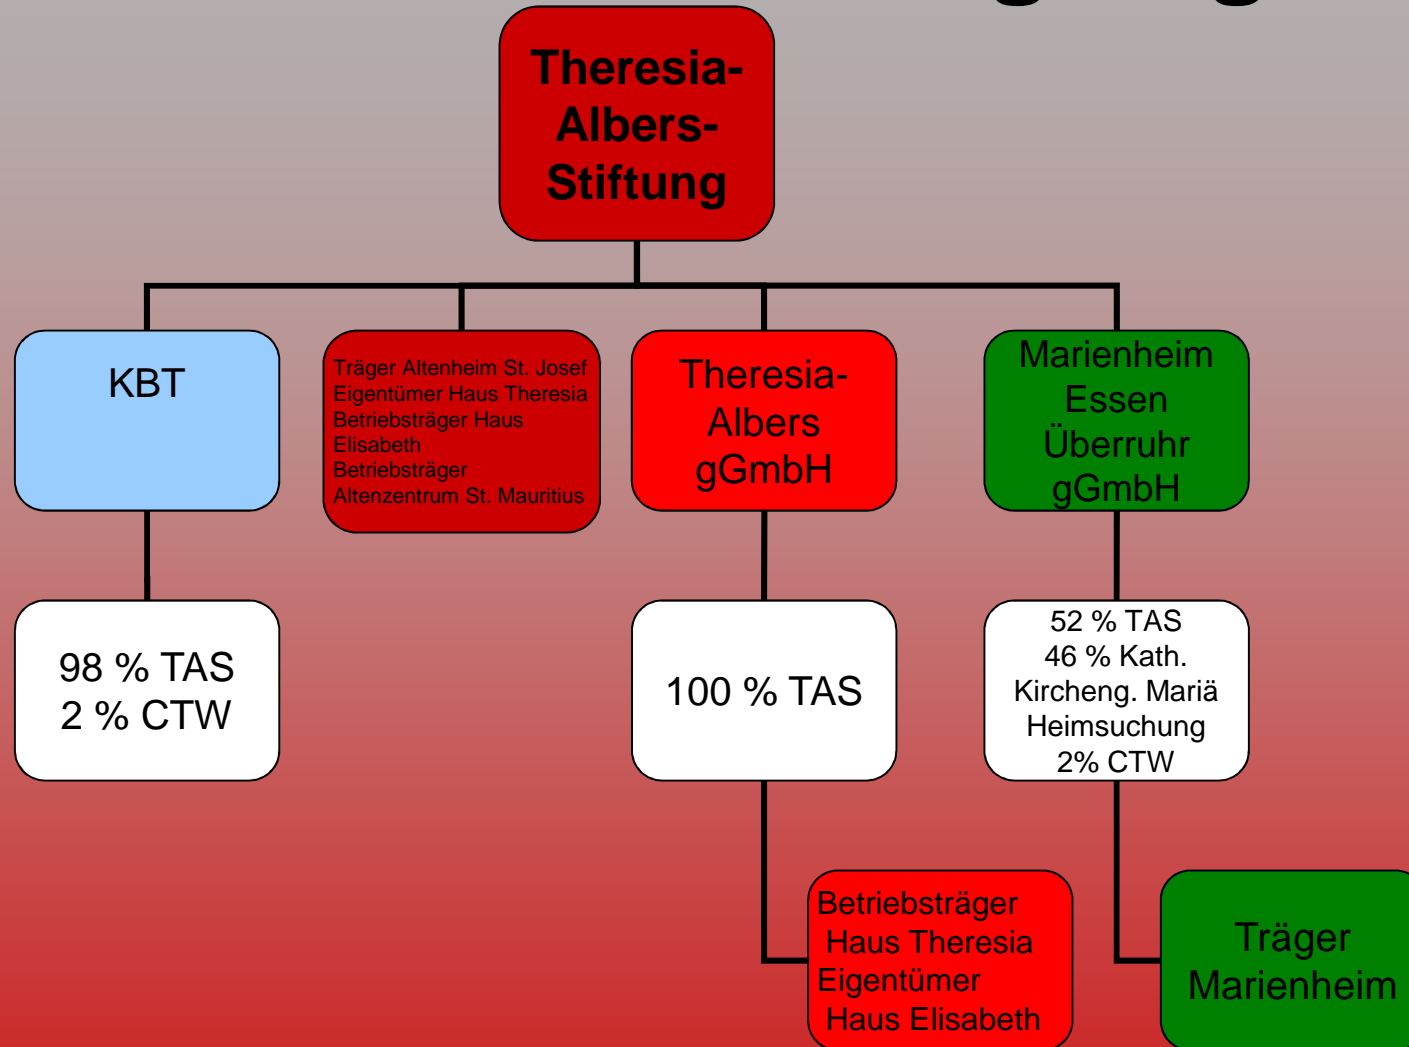 Theresia-
Albers-
Stiftung
KBT
Träger Altenheim St. Josef
Eigentümer Haus Theresia
Betriebsträger Haus
Elisabeth
Betriebsträger
Altenzentrum St. Mauritius
Theresia-
Albers
gGmbH
Marienheim
Essen
Überruhr
gGmbH
98 % TAS
2 % CTW
100 % TAS
52 % TAS
46 % Kath.
Kircheng. Mariä
Heimsuchung
2% CTW
Betriebsträger
Haus Theresia
Eigentümer
Haus Elisabeth
Träger
Marienheim